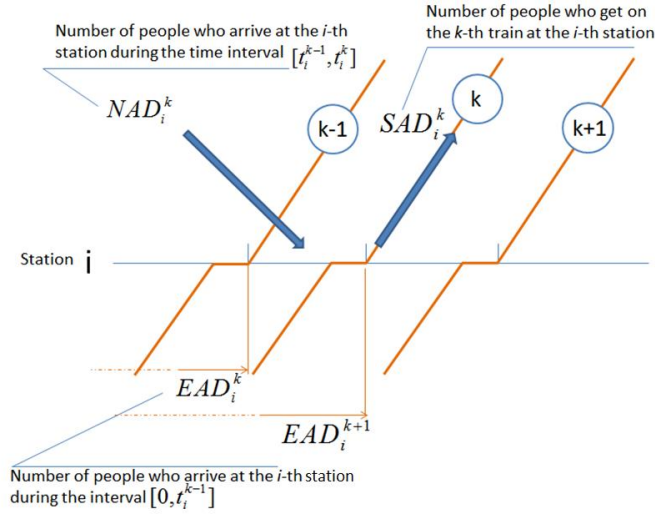 Number of people who arrive at the i-th
station during the time interval [t_i^{k-1}, t_i^k]
Number of people who get on
the k-th train at the i-th station
NAD_i^k
k-1
SAD_i^k
k
k+1
Station i
EAD_i^k
EAD_i^{k+1}
Number of people who arrive at the i-th station
during the interval [0, t_i^{k-1}]